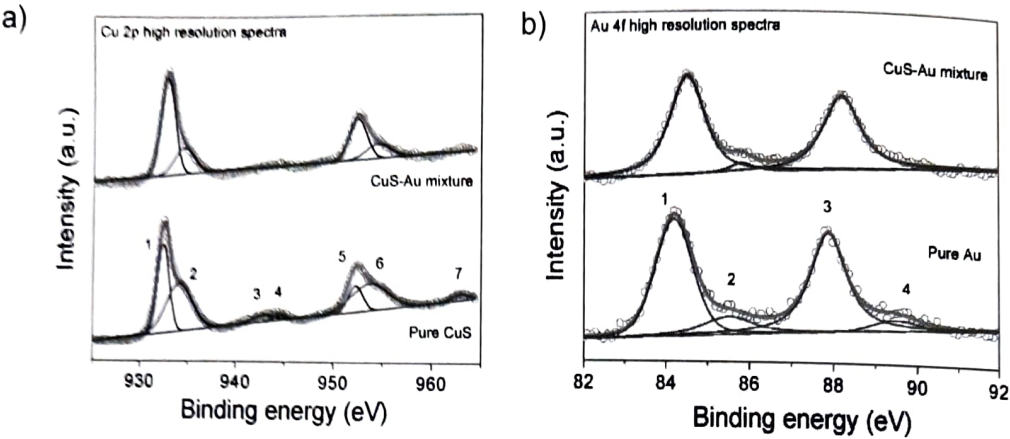 a)
Cu 2p high resolution spectra
Intensity (a.u.)
CuS-Au mixture
1
2
3
4
5
6
7
Pure CuS
930
940
950
960
Binding energy (eV)
b)
Au 4f high resolution spectra
Intensity (a.u.)
CuS-Au mixture
1
2
3
4
Pure Au
82
84
86
88
90
92
Binding energy (eV)